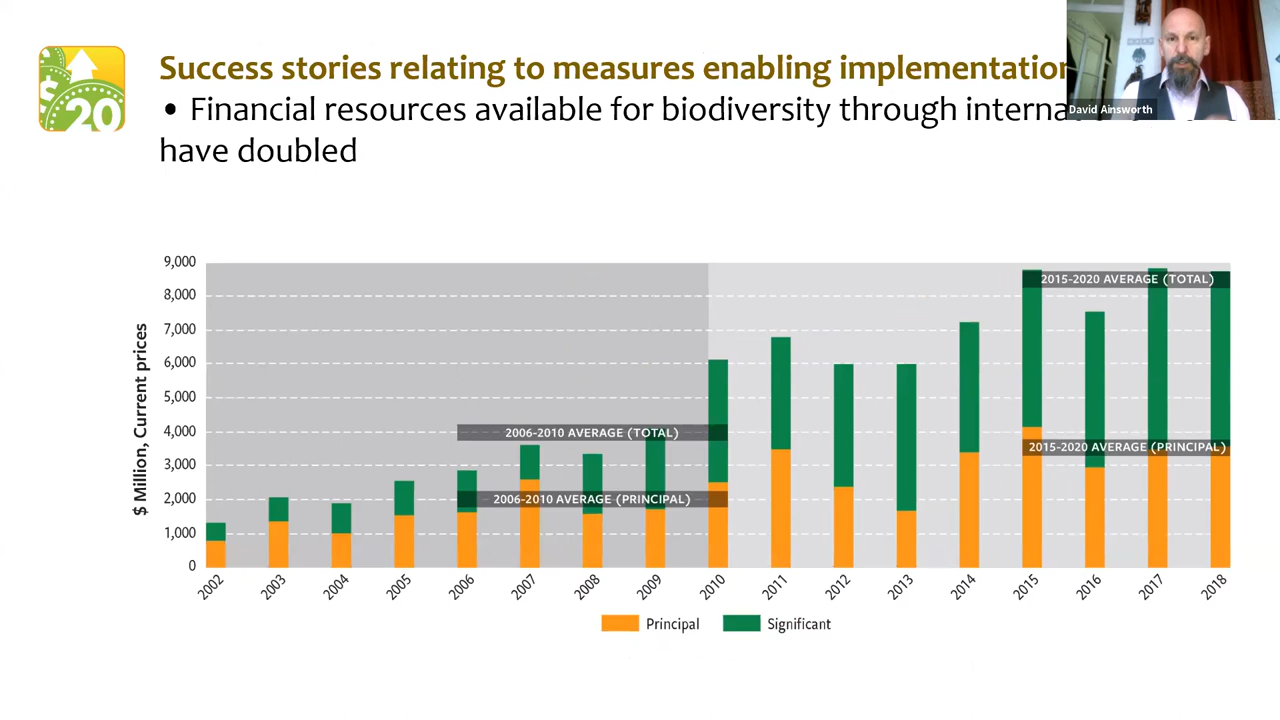 $ 20
Success stories relating to measures enabling implementation
• Financial resources available for biodiversity through
have doubled
David Ainsworth
$ Million, Current prices
9,000
8,000
7,000
6,000
5,000
4,000
3,000
2,000
1,000
0
2015-2020 AVERAGE (TOTAL)
2006-2010 AVERAGE (TOTAL)
2015-2020 AVERAGE (PRINCIPAL)
2006-2010 AVERAGE (PRINCIPAL)
2002 2003 2004 2005 2006 2007 2008 2009 2010 2011 2012 2013 2014 2015 2016 2017 2018
Principal Significant